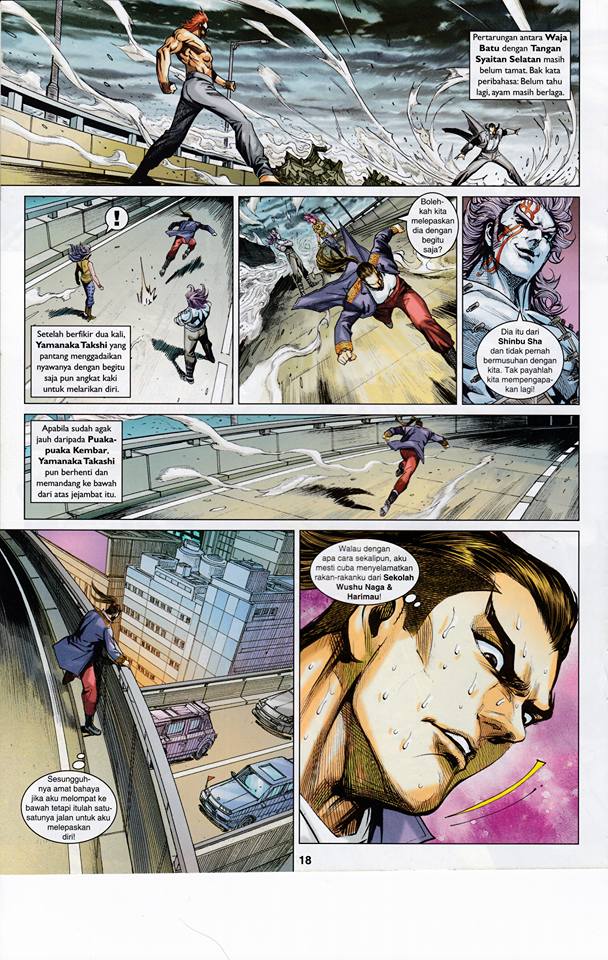 Pertarungan antara Waja
Batu dengan Tangan
Syaitan Selatan masih
belum tamat. Bak kata
peribahasa: Belum tahu
lagi, ayam masih berlaga.
!
Setelah berfikir dua kali,
Yamanaka Takshi yang
pantang menggadaikan
nyawanya dengan begitu
saja pun angkat kaki
untuk melarikan diri.
Boleh-
kah kita
melepaskan
dia dengan
begitu
saja?
Dia itu dari
Shinbu Sha
dan tidak pernah
bermusuhan dengan
kita. Tak payahlah
kita mempengapa-
kan lagi!
Apabila sudah agak
jauh daripada Puaka-
puaka Kembar,
Yamanaka Takashi
pun berhenti dan
memandang ke bawah
dari atas jejambat itu.
Sesungguh-
nya amat bahaya
jika aku melompat ke
bawah tetapi itulah satu-
satunya jalan untuk aku
melepaskan
diri!
Walau dengan
apa cara sekalipun, aku
mesti cuba menyelamatkan
rakan-rakanku dari Sekolah
Wushu Naga &
Harimau!
18